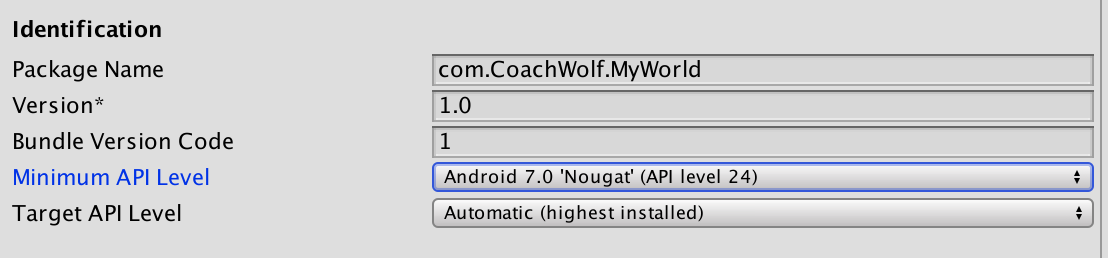 Identification
Package Name com.CoachWolf.MyWorld
Version* 1.0
Bundle Version Code 1
Minimum API Level Android 7.0 'Nougat' (API level 24)
Target API Level Automatic (highest installed)